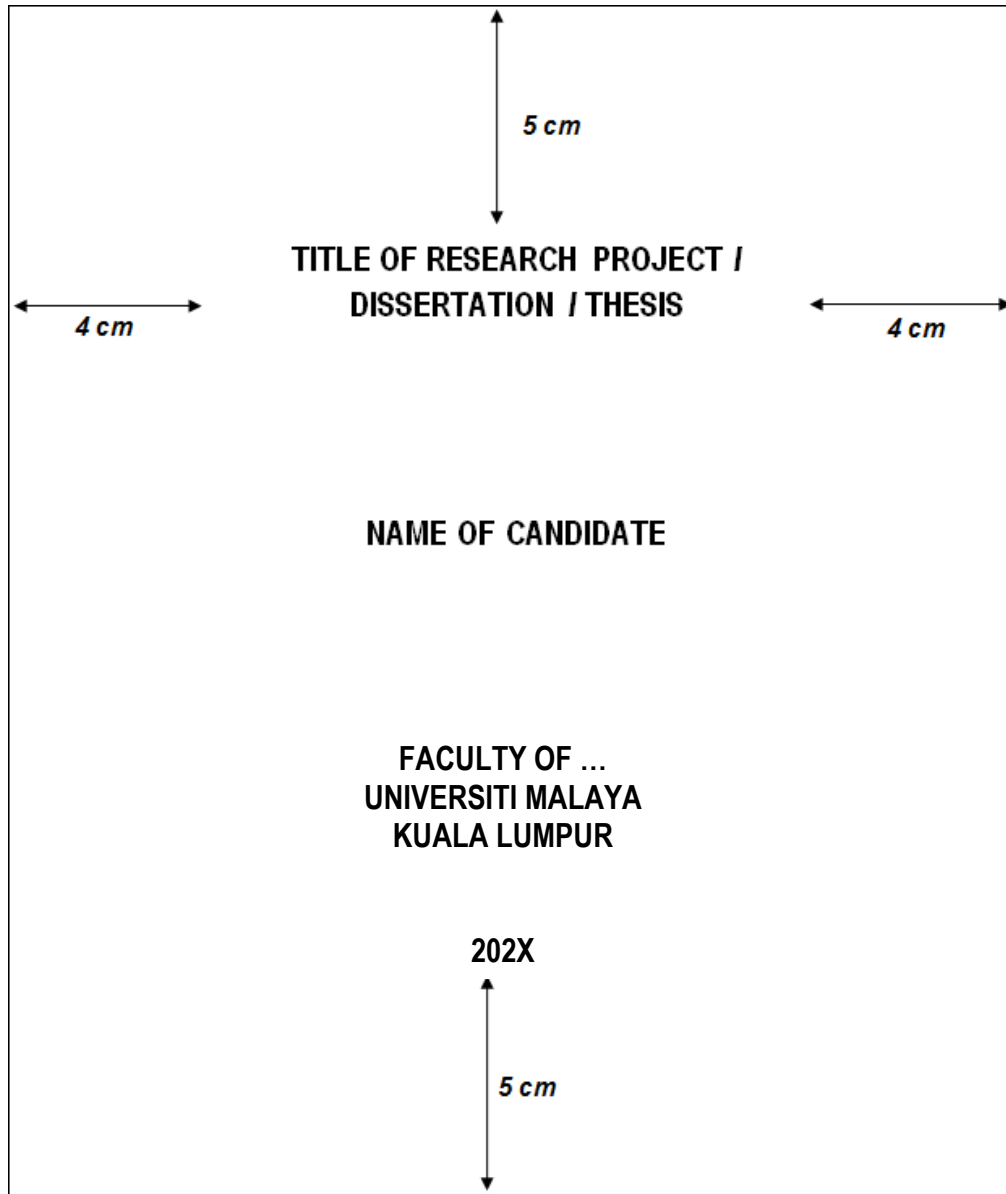 5 cm
TITLE OF RESEARCH PROJECT /
DISSERTATION / THESIS
4 cm
4 cm
NAME OF CANDIDATE
FACULTY OF ...
UNIVERSITI MALAYA
KUALA LUMPUR
202X
5 cm